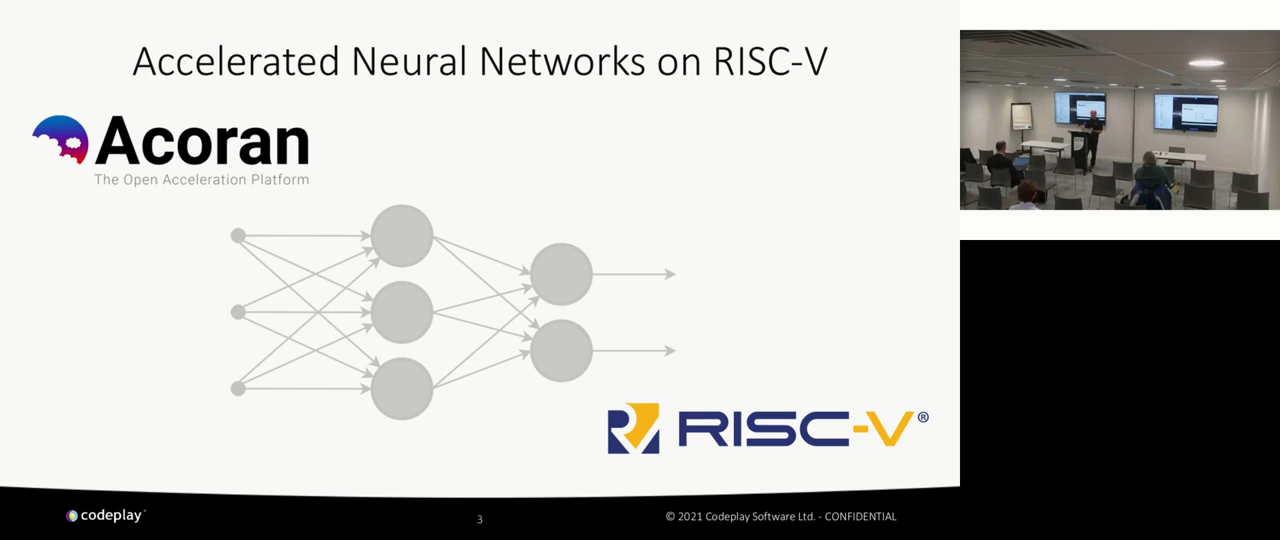 Accelerated Neural Networks on RISC-V
Acoran
The Open Acceleration Platform
RISC-V®
codeplay
3
© 2021 Codeplay Software Ltd. - CONFIDENTIAL